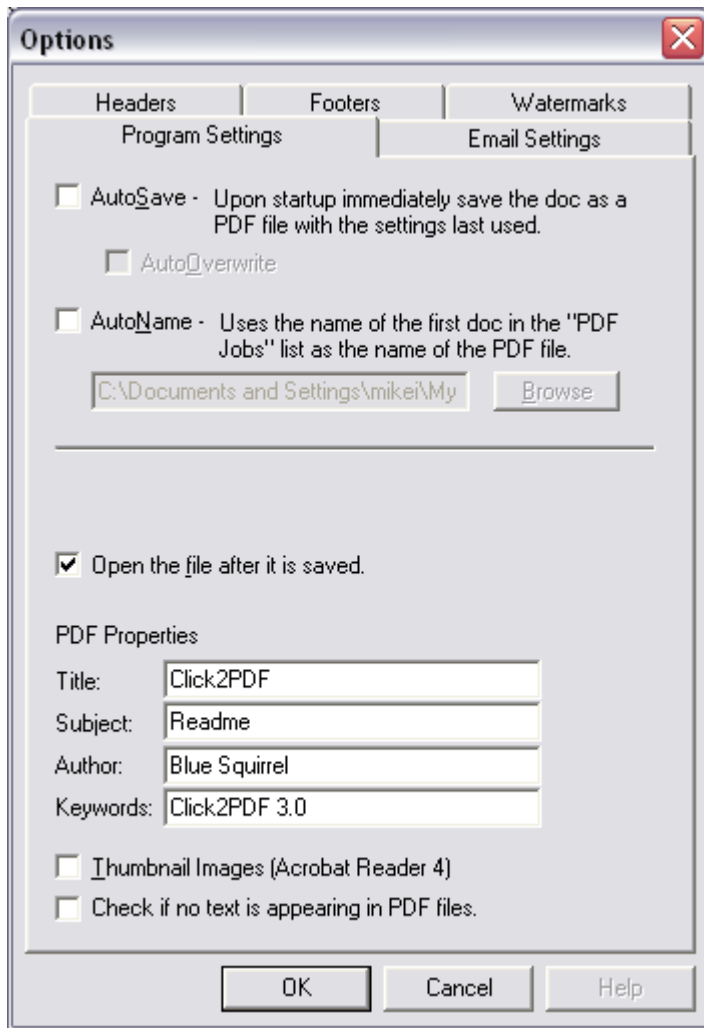 Options
Headers Footers Watermarks
Program Settings Email Settings
AutoSave - Upon startup immediately save the doc as a
PDF file with the settings last used.
AutoOverwrite
AutoName - Uses the name of the first doc in the "PDF
Jobs" list as the name of the PDF file.
C:\Documents and Settings\mikei\My Browse
Open the file after it is saved.
PDF Properties
Title: Click2PDF
Subject: Readme
Author: Blue Squirrel
Keywords: Click2PDF 3.0
Thumbnail Images (Acrobat Reader 4)
Check if no text is appearing in PDF files.
OK Cancel Help